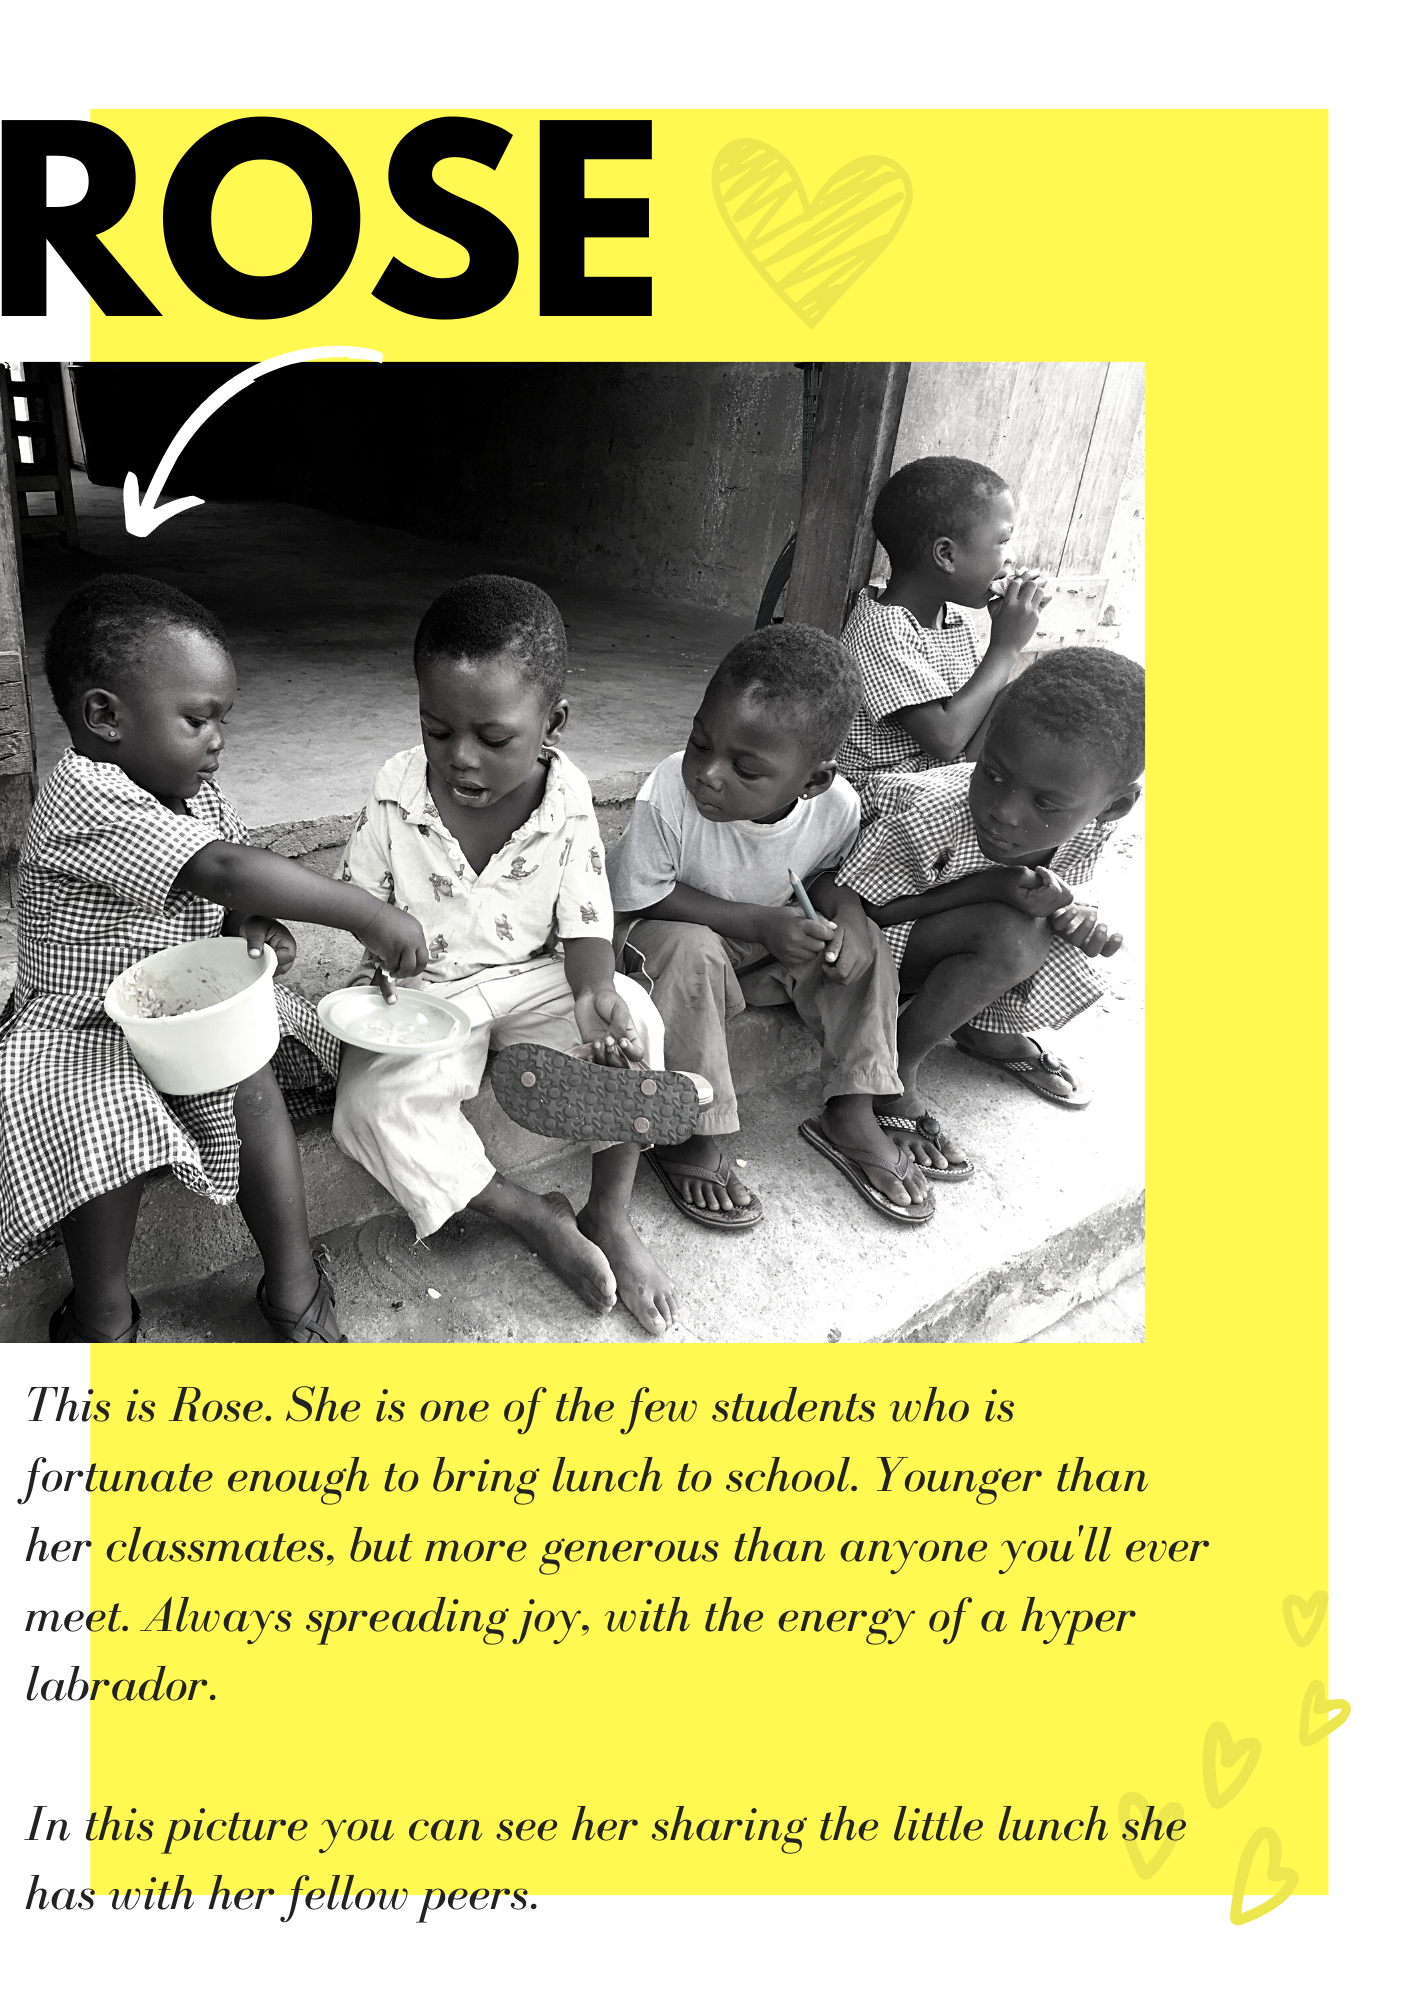 ROSE
This is Rose. She is one of the few students who is
fortunate enough to bring lunch to school. Younger than
her classmates, but more generous than anyone you'll ever
meet. Always spreading joy, with the energy of a hyper
labrador.
In this picture you can see her sharing the little lunch she
has with her fellow peers.